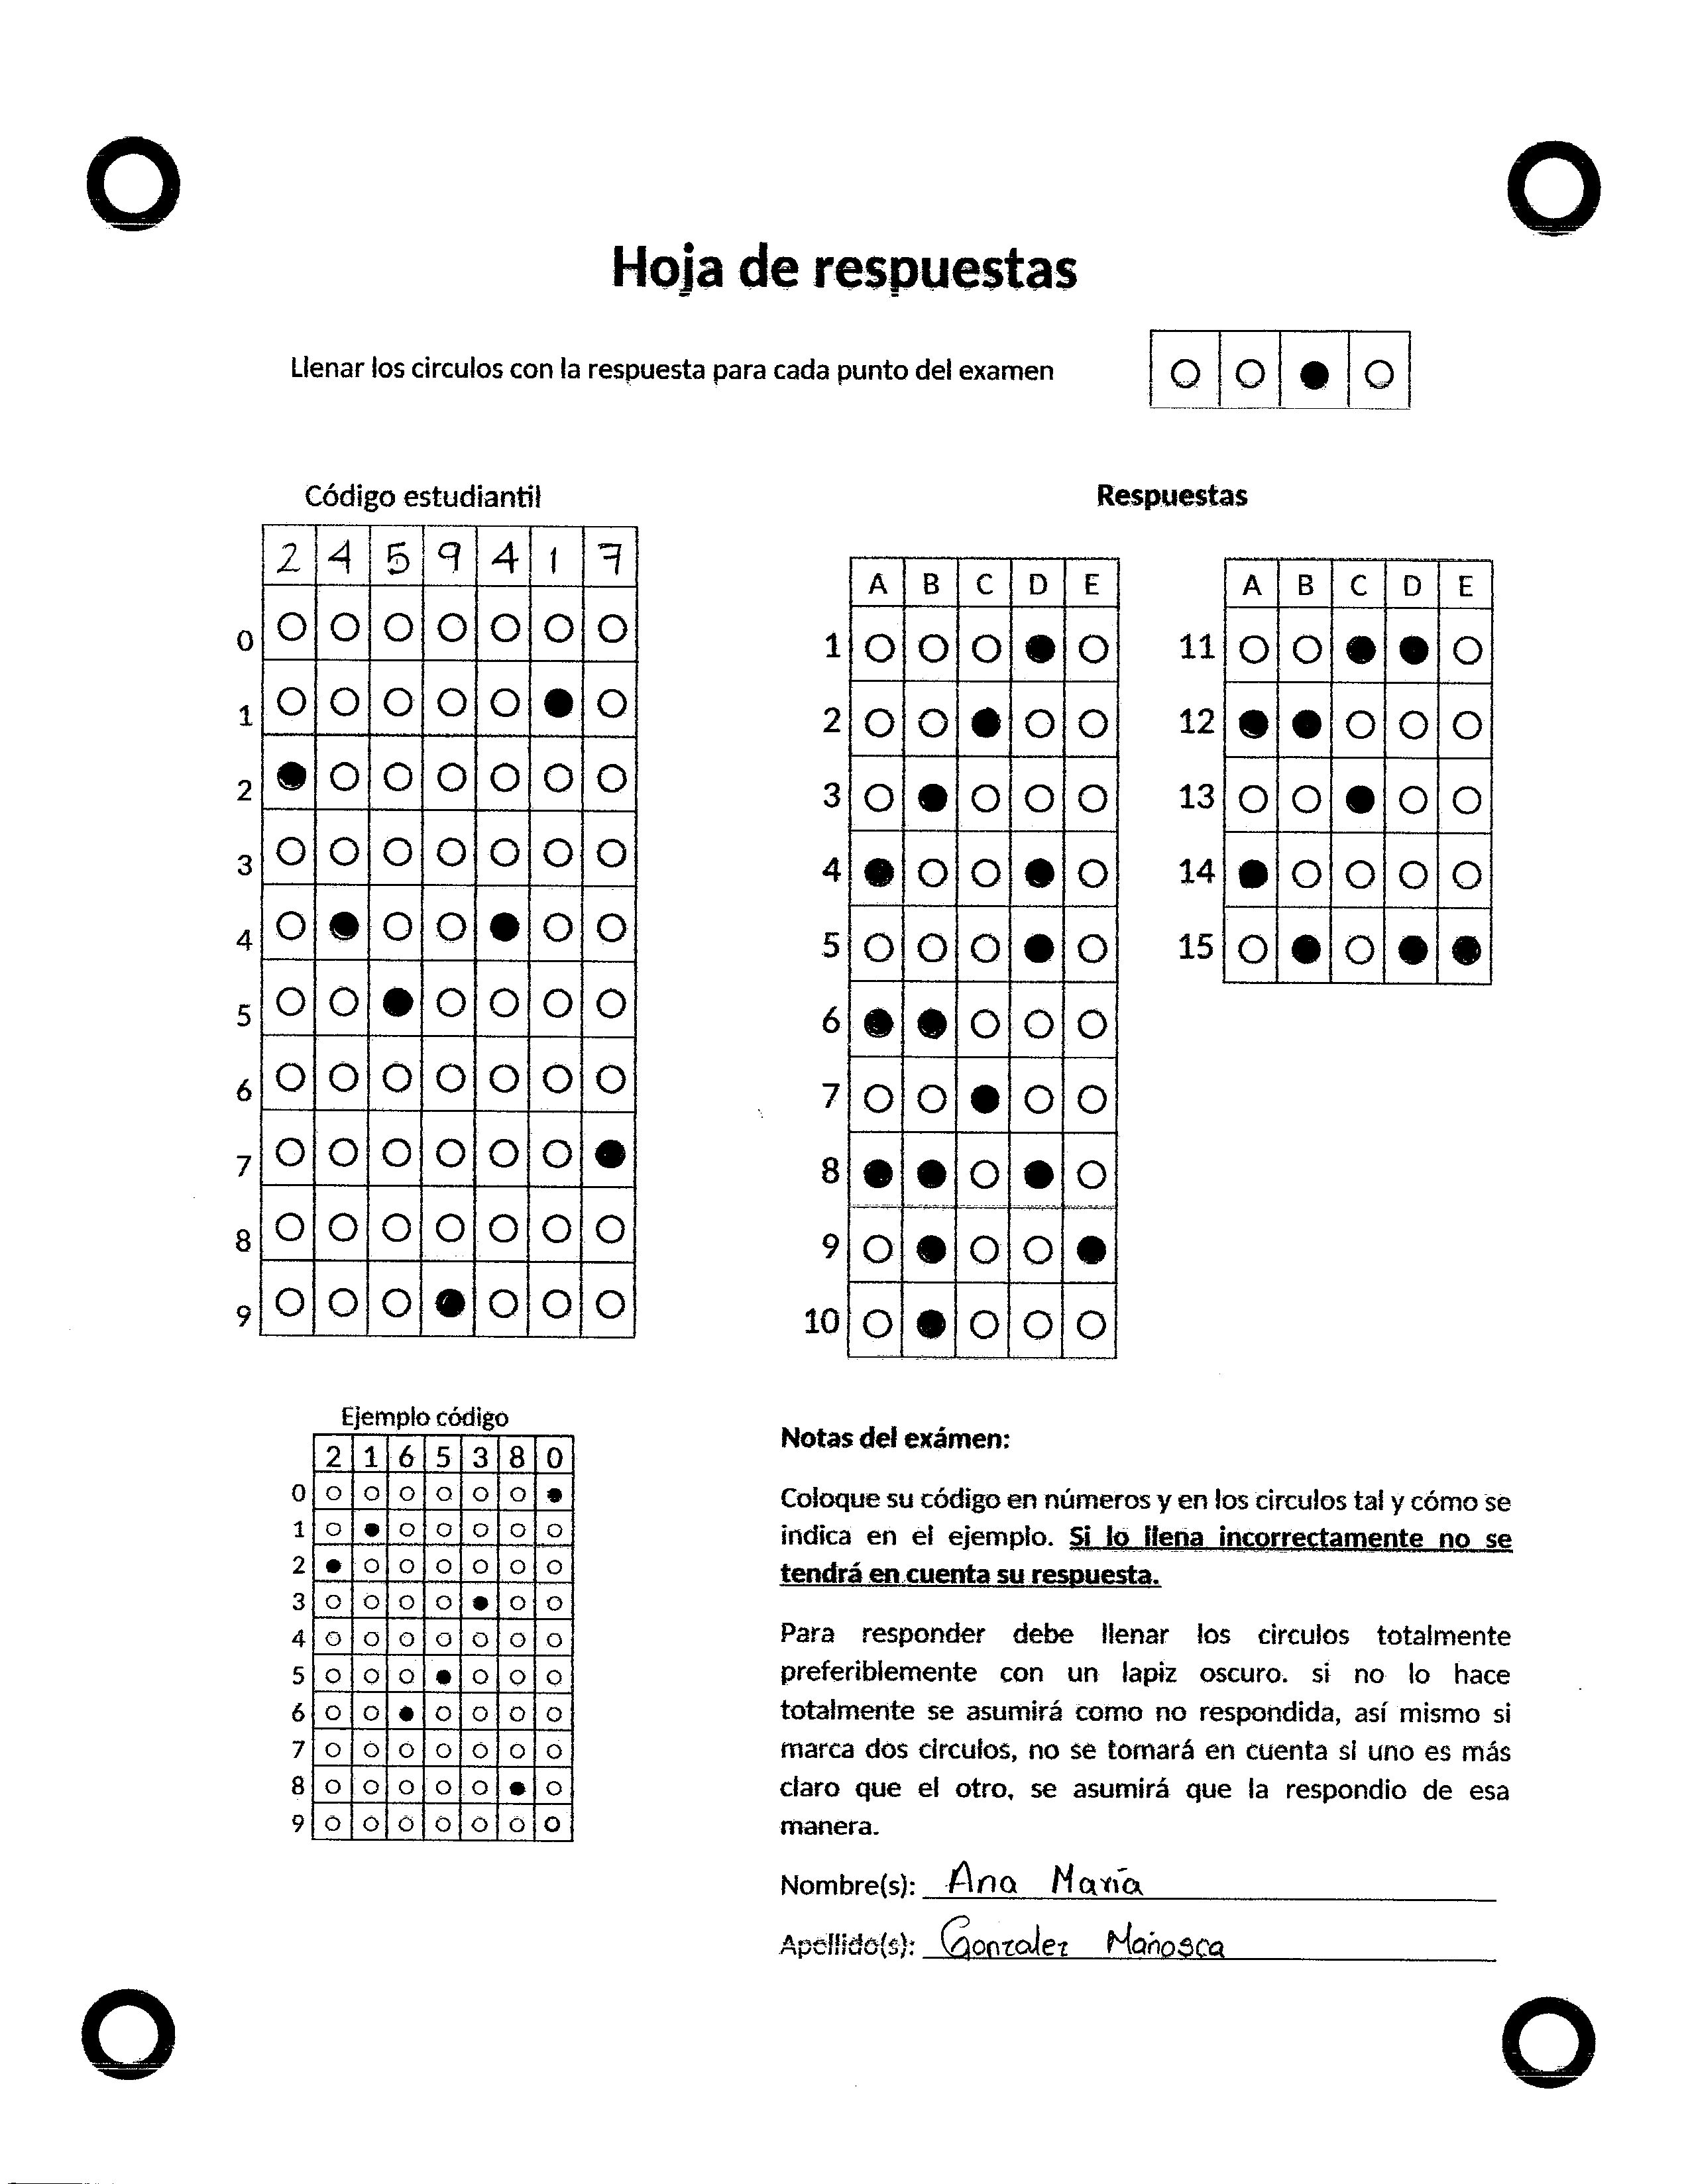 Hoja de respuestas
Llenar los circulos con la respuesta para cada punto del examen
Código estudiantil
2 4 5 9 4 1 7
0
1
2
3
4
5
6
7
8
9
Respuestas
A B C D E
1
2
3
4
5
6
7
8
9
10
A B C D E
11
12
13
14
15
Ejemplo código
2 1 6 5 3 8 0
0
1
2
3
4
5
6
7
8
9
Notas del exámen:
Coloque su código en números y en los circulos tal y cómo se
indica en el ejemplo. Si lo llena incorrectamente no se
tendrá en cuenta su respuesta.
Para responder debe llenar los circulos totalmente
preferiblemente con un lapiz oscuro. si no lo hace
totalmente se asumirá como no respondida, así mismo si
marca dos circulos, no se tomará en cuenta si uno es más
claro que el otro, se asumirá que la respondio de esa
manera.
Nombre(s): Ana María
Apellido(s): Gonzalez Mañosca